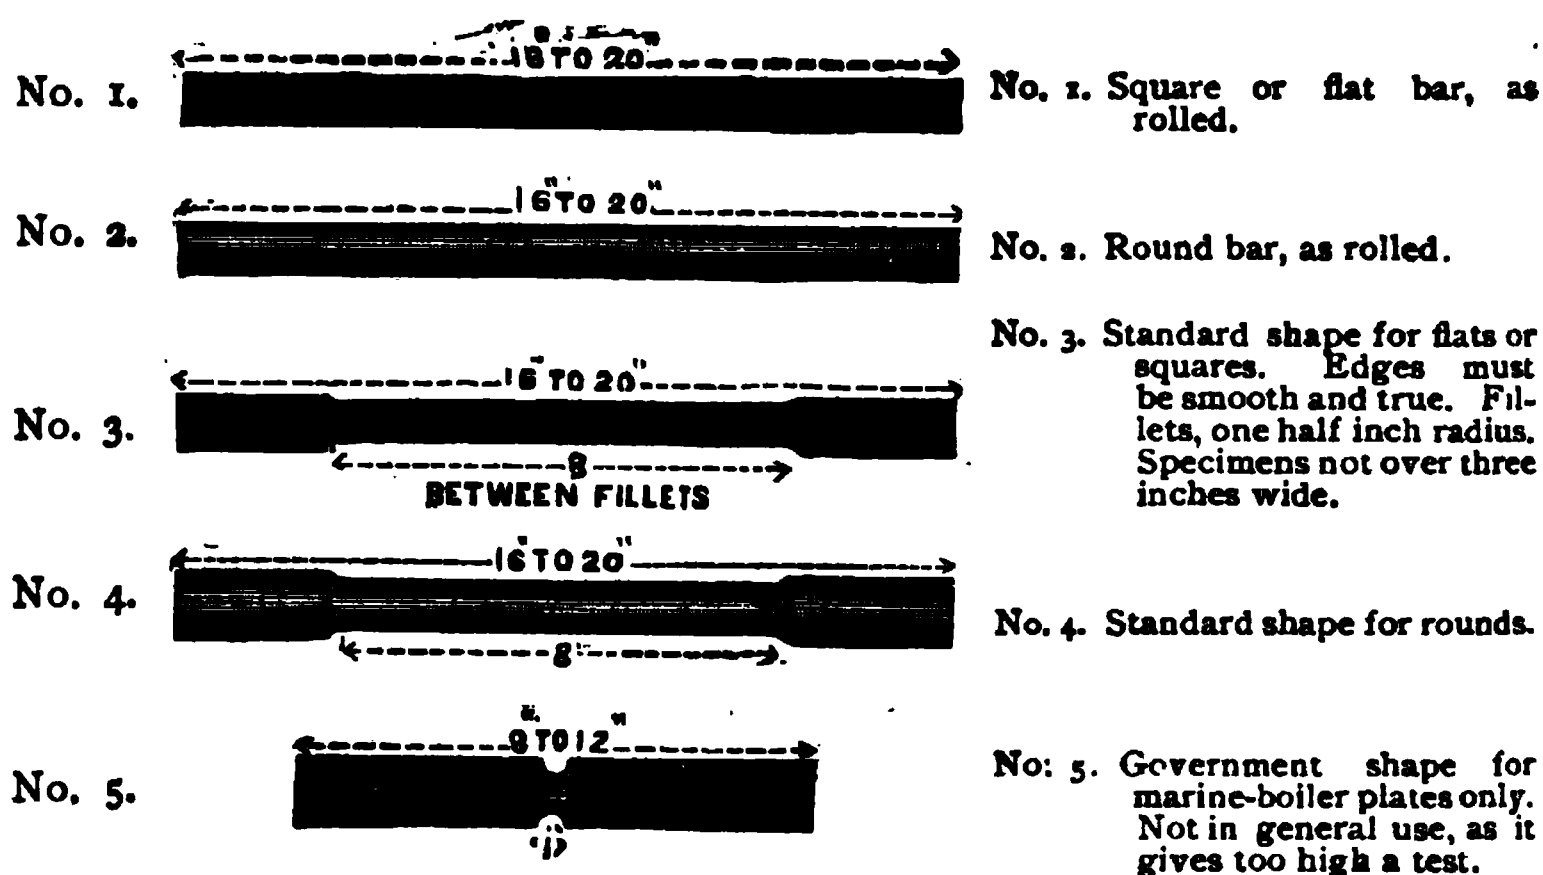 18 TO 20"
No. 1.
No. 1. Square or flat bar, as
rolled.
16" TO 20"
No. 2.
No. 2. Round bar, as rolled.
16" TO 20"
No. 3.
8
BETWEEN FILLETS
No. 3. Standard shape for flats or
squares. Edges must
be smooth and true. Fil-
lets, one half inch radius.
Specimens not over three
inches wide.
16" TO 20"
No. 4.
8"
No. 4. Standard shape for rounds.
TO 12"
No. 5.
No: 5. Government shape for
marine-boiler plates only.
Not in general use, as it
gives too high a test.